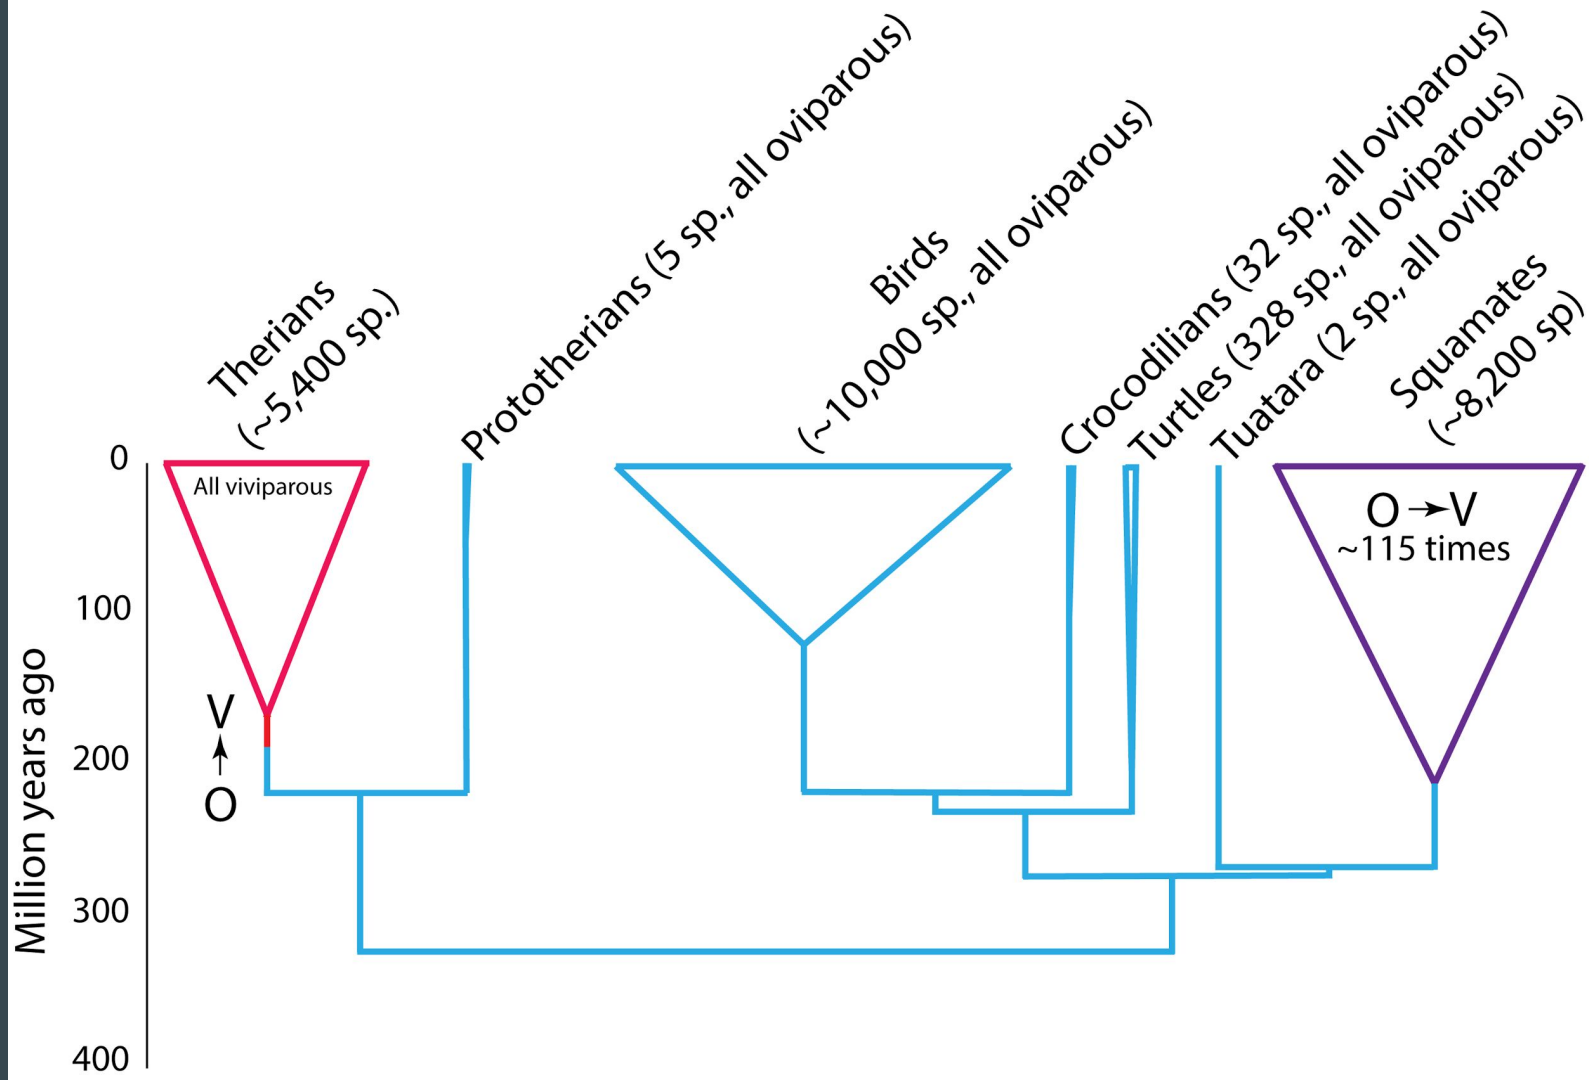 Therians
(~5,400 sp.)
Prototherians (5 sp., all oviparous)
Birds
(~10,000 sp., all oviparous)
Crocodilians (32 sp., all oviparous)
Turtles (328 sp., all oviparous)
Tuatara (2 sp., all oviparous)
Squamates
(~8,200 sp)
0
All viviparous
O → V
~115 times
100
V
↑
O
200
300
400
Million years ago